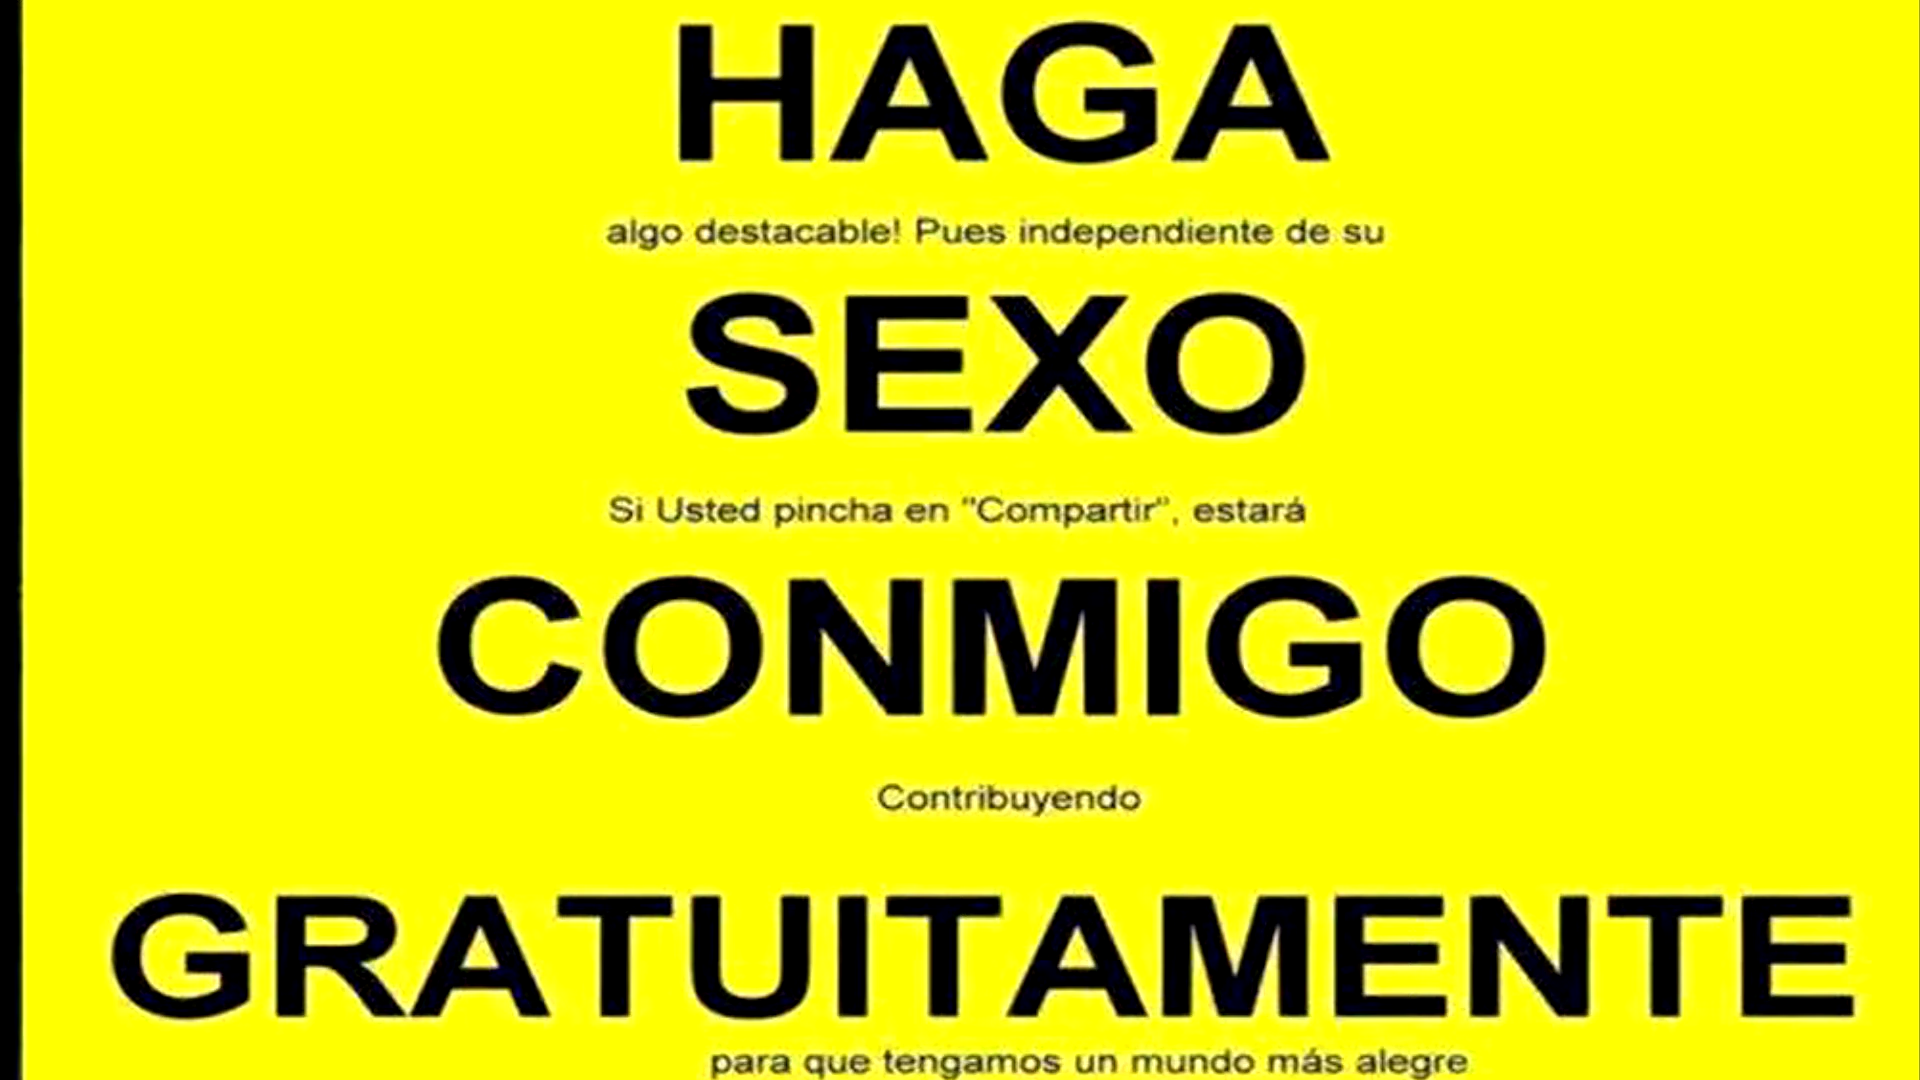 HAGA
algo destacable! Pues independiente de su
SEXO
Si Usted pincha en "Compartir", estará
CONMIGO
Contribuyendo
GRATUITAMENTE
para que tengamos un mundo más alegre